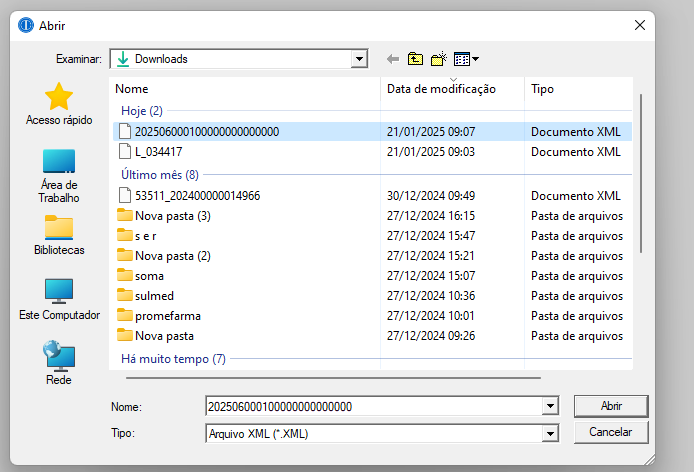 Abrir
Examinar: Downloads
Nome Data de modificação Tipo
Hoje (2)
202506000100000000000000 21/01/2025 09:07 Documento XML
L_034417 21/01/2025 09:03 Documento XML
Último mês (8)
53511_202400000014966 30/12/2024 09:49 Documento XML
Nova pasta (3) 27/12/2024 16:15 Pasta de arquivos
s e r 27/12/2024 15:47 Pasta de arquivos
Nova pasta (2) 27/12/2024 15:21 Pasta de arquivos
soma 27/12/2024 15:07 Pasta de arquivos
sulmed 27/12/2024 10:36 Pasta de arquivos
promefarma 27/12/2024 10:01 Pasta de arquivos
Nova pasta 27/12/2024 09:26 Pasta de arquivos
Há muito tempo (7)
Acesso rápido
Área de
Trabalho
Bibliotecas
Este Computador
Rede
Nome: 202506000100000000000000 Abrir
Tipo: Arquivo XML (*.XML) Cancelar